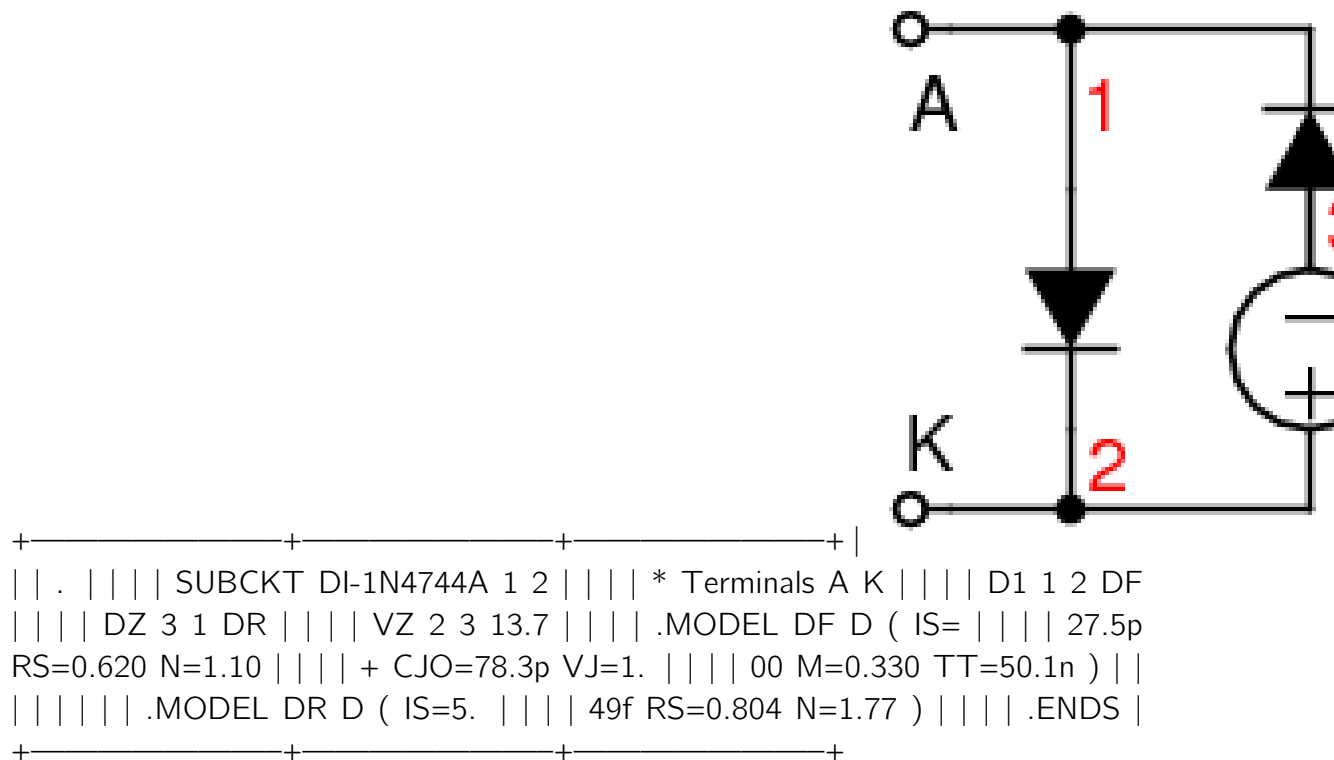 A
1
K
2
+—————————————+—————————————+—————————————+ |
| | . | | | | SUBCKT DI-1N4744A 1 2 | | | | * Terminals A K | | | | D1 1 2 DF
| | | | DZ 3 1 DR | | | | VZ 2 3 13.7 | | | | .MODEL DF D ( IS= | | | | 27.5p
RS=0.620 N=1.10 | | | | + CJO=78.3p VJ=1. | | | | 00 M=0.330 TT=50.1n ) | |
| | | | | | .MODEL DR D ( IS=5. | | | | 49f RS=0.804 N=1.77 ) | | | | .ENDS |
+—————————————+—————————————+—————————————+